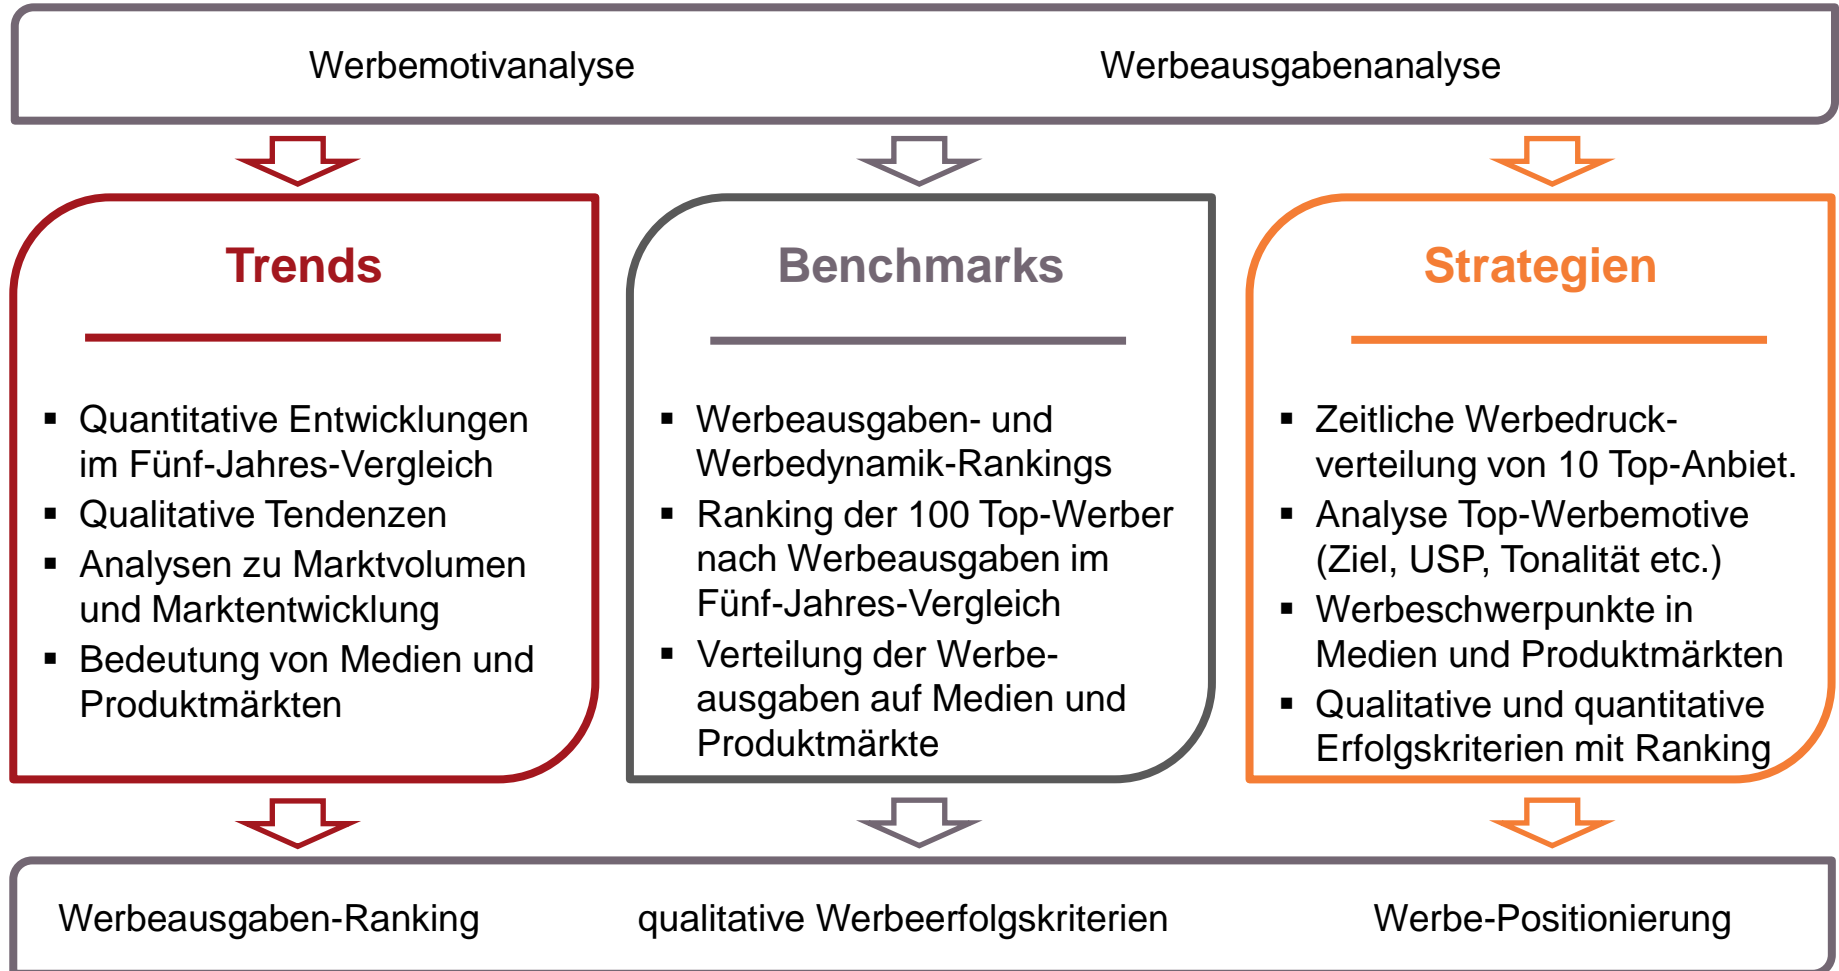 Werbemotivanalyse
Werbeausgabenanalyse
Trends
▪ Quantitative Entwicklungen
im Fünf-Jahres-Vergleich
▪ Qualitative Tendenzen
▪ Analysen zu Marktvolumen
und Marktentwicklung
▪ Bedeutung von Medien und
Produktmärkten
Benchmarks
▪ Werbeausgaben- und
Werbedynamik-Rankings
▪ Ranking der 100 Top-Werber
nach Werbeausgaben im
Fünf-Jahres-Vergleich
▪ Verteilung der Werbe-
ausgaben auf Medien und
Produktmärkte
Strategien
▪ Zeitliche Werbedruck-
verteilung von 10 Top-Anbiet.
▪ Analyse Top-Werbemotive
(Ziel, USP, Tonalität etc.)
▪ Werbeschwerpunkte in
Medien und Produktmärkten
▪ Qualitative und quantitative
Erfolgskriterien mit Ranking
Werbeausgaben-Ranking
qualitative Werbeerfolgskriterien
Werbe-Positionierung